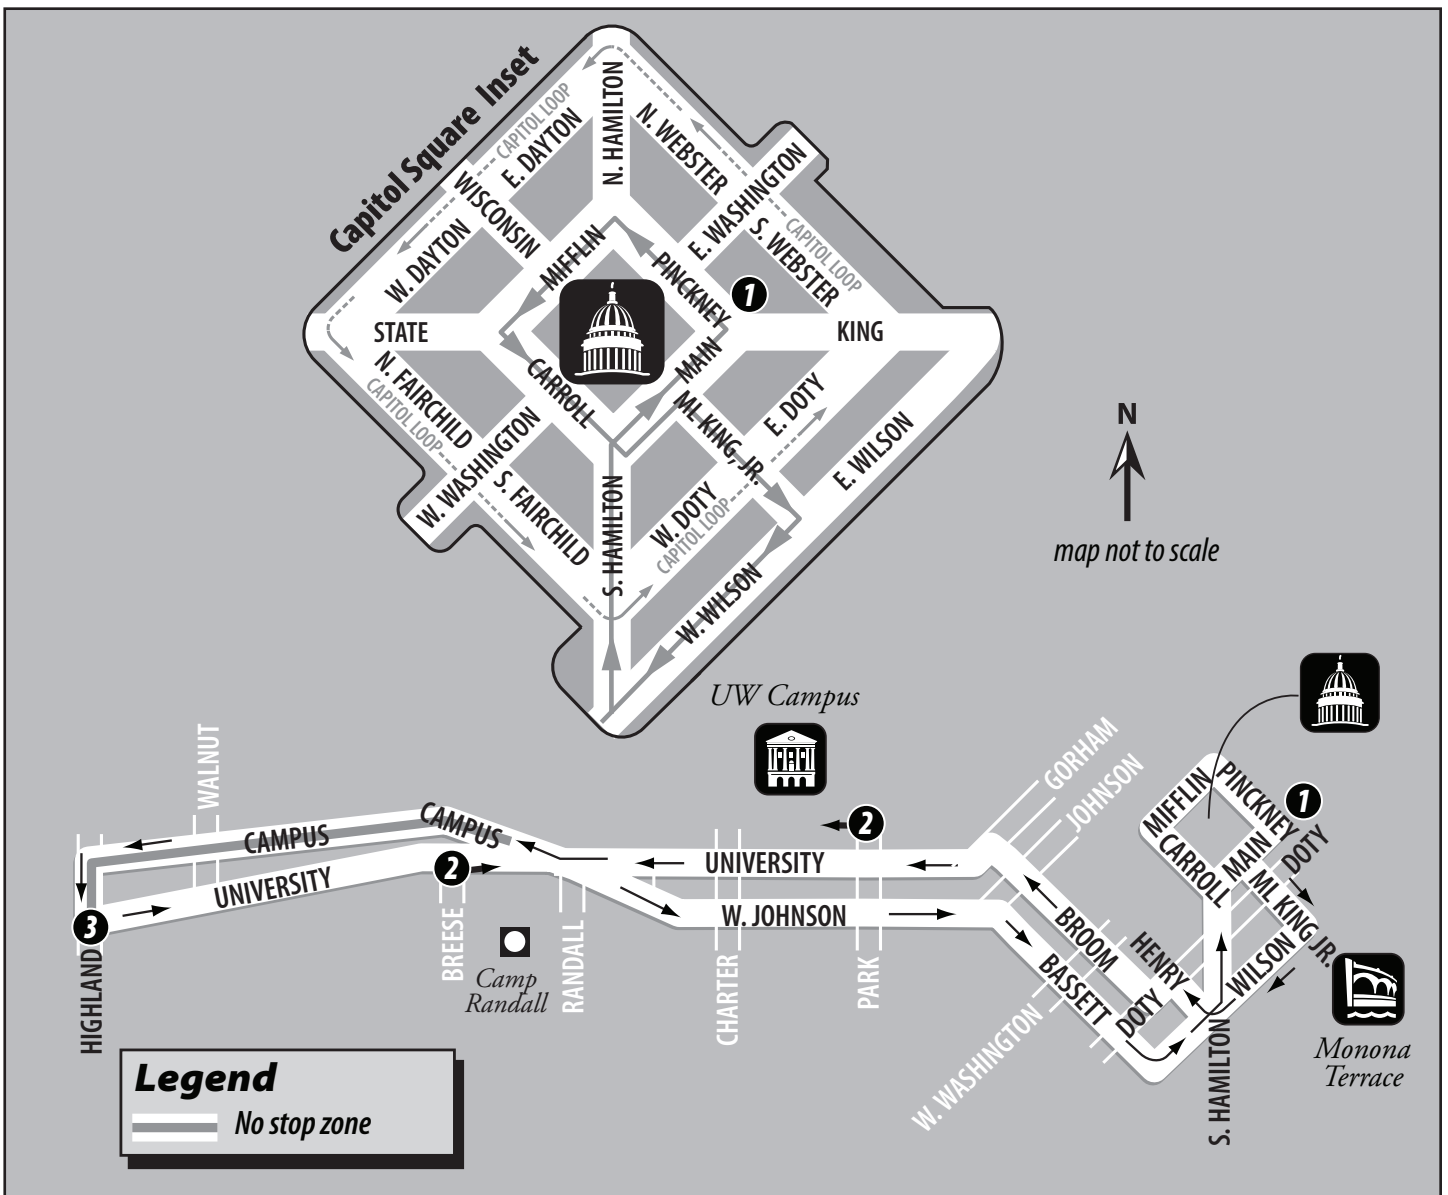 Capitol Square Inset
CAPITOL LOOP
E. DAYTON
N. HAMILTON
N. WEBSTER
E. WASHINGTON
WISCONSIN
W. DAYTON
MIFFLIN
PINCKNEY
S. WEBSTER
CAPITOL LOOP
1
STATE
KING
N. FAIRCHILD
CAPITOL LOOP
CARROLL
MAIN
ML KING, JR.
E. DOTY
E. WILSON
W. WASHINGTON
S. FAIRCHILD
S. HAMILTON
W. DOTY
CAPITOL LOOP
W. WILSON
N
map not to scale
UW Campus
WALNUT
GORHAM
JOHNSON
CAMPUS
CAMPUS
2
UNIVERSITY
MIFFLIN
PINCKNEY
1
DOTY
MAIN
CARROLL
ML KING JR.
UNIVERSITY
2
W. JOHNSON
3
HIGHLAND
BREESE
Camp
Randall
RANDALL
CHARTER
PARK
BROOM
BASSETT
HENRY
DOTY
WILSON
W. WASHINGTON
S. HAMILTON
Monona
Terrace
Legend
No stop zone